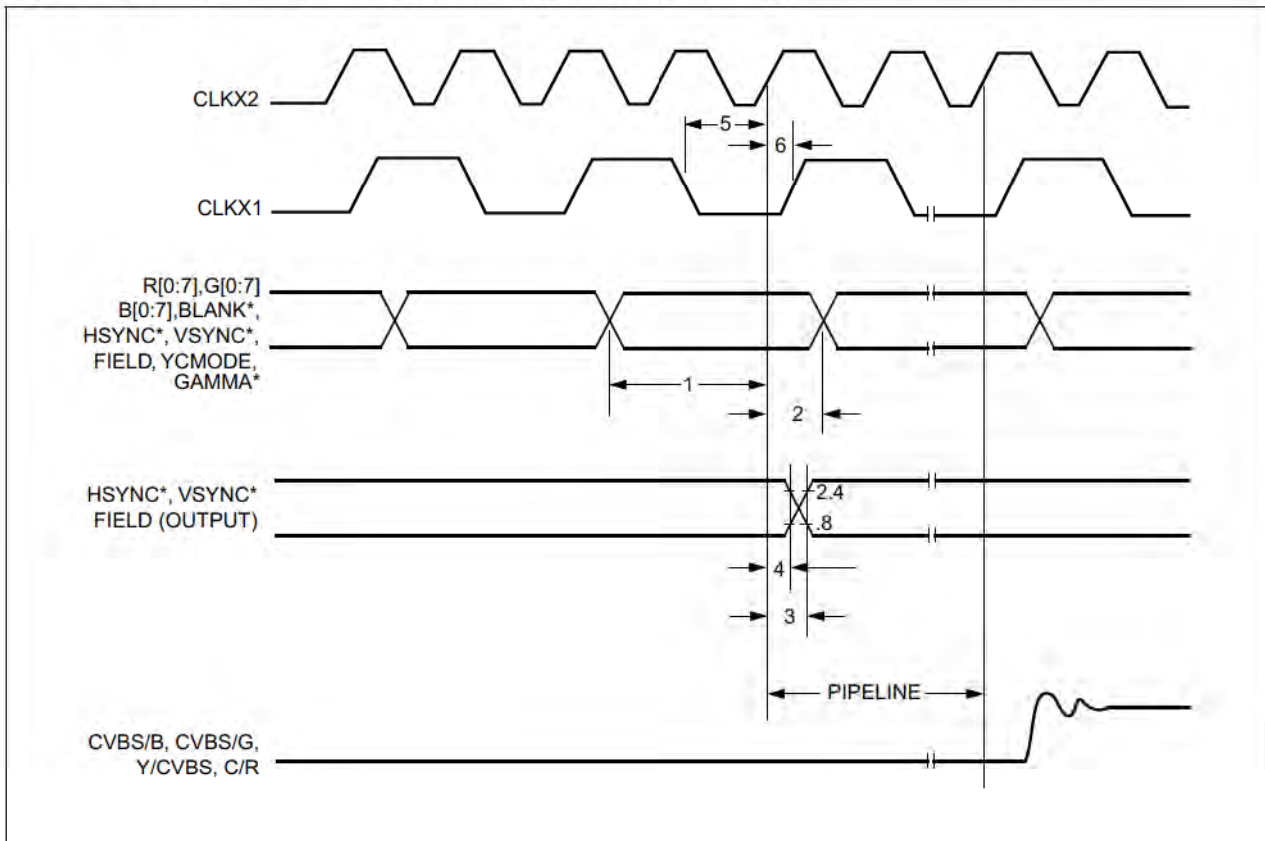 CLKX2
5
6
CLKX1
R[0:7],G[0:7]
B[0:7],BLANK*,
HSYNC*, VSYNC*,
FIELD, YCMODE,
GAMMA*
1
2
HSYNC*, VSYNC*
FIELD (OUTPUT)
2.4
.8
4
3
PIPELINE
CVBS/B, CVBS/G,
Y/CVBS, C/R